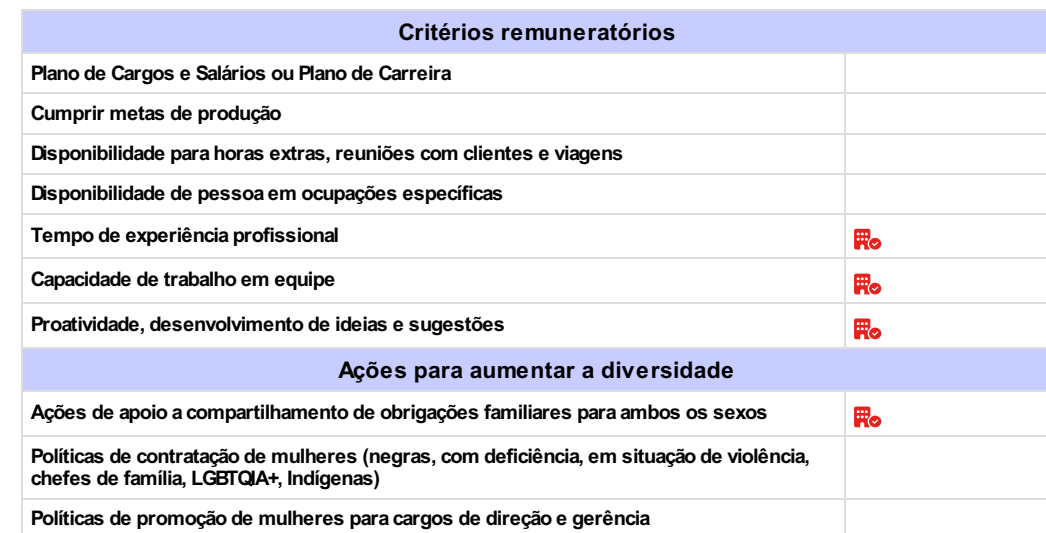 Critérios remuneratórios
Plano de Cargos e Salários ou Plano de Carreira
Cumprir metas de produção
Disponibilidade para horas extras, reuniões com clientes e viagens
Disponibilidade de pessoa em ocupações específicas
Tempo de experiência profissional
Capacidade de trabalho em equipe
Proatividade, desenvolvimento de ideias e sugestões
Ações para aumentar a diversidade
Ações de apoio a compartilhamento de obrigações familiares para ambos os sexos
Políticas de contratação de mulheres (negras, com deficiência, em situação de violência,
chefes de família, LGBTQIA+, Indígenas)
Políticas de promoção de mulheres para cargos de direção e gerência